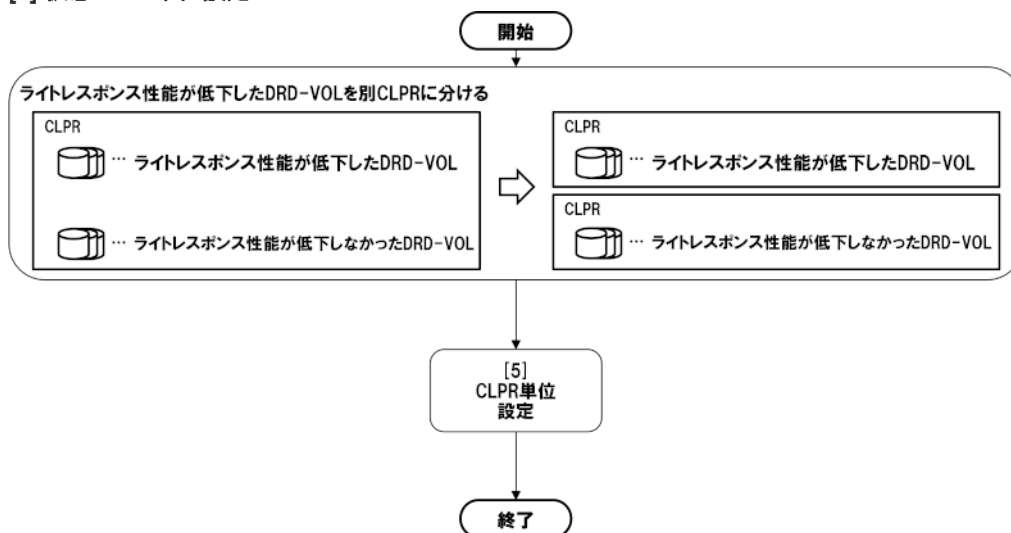 開始
ライトレスポンス性能が低下したDRD-VOLを別CLPRに分ける
CLPR
… ライトレスポンス性能が低下したDRD-VOL
… ライトレスポンス性能が低下しなかったDRD-VOL
CLPR
… ライトレスポンス性能が低下したDRD-VOL
CLPR
… ライトレスポンス性能が低下しなかったDRD-VOL
[5]
CLPR単位
設定
終了